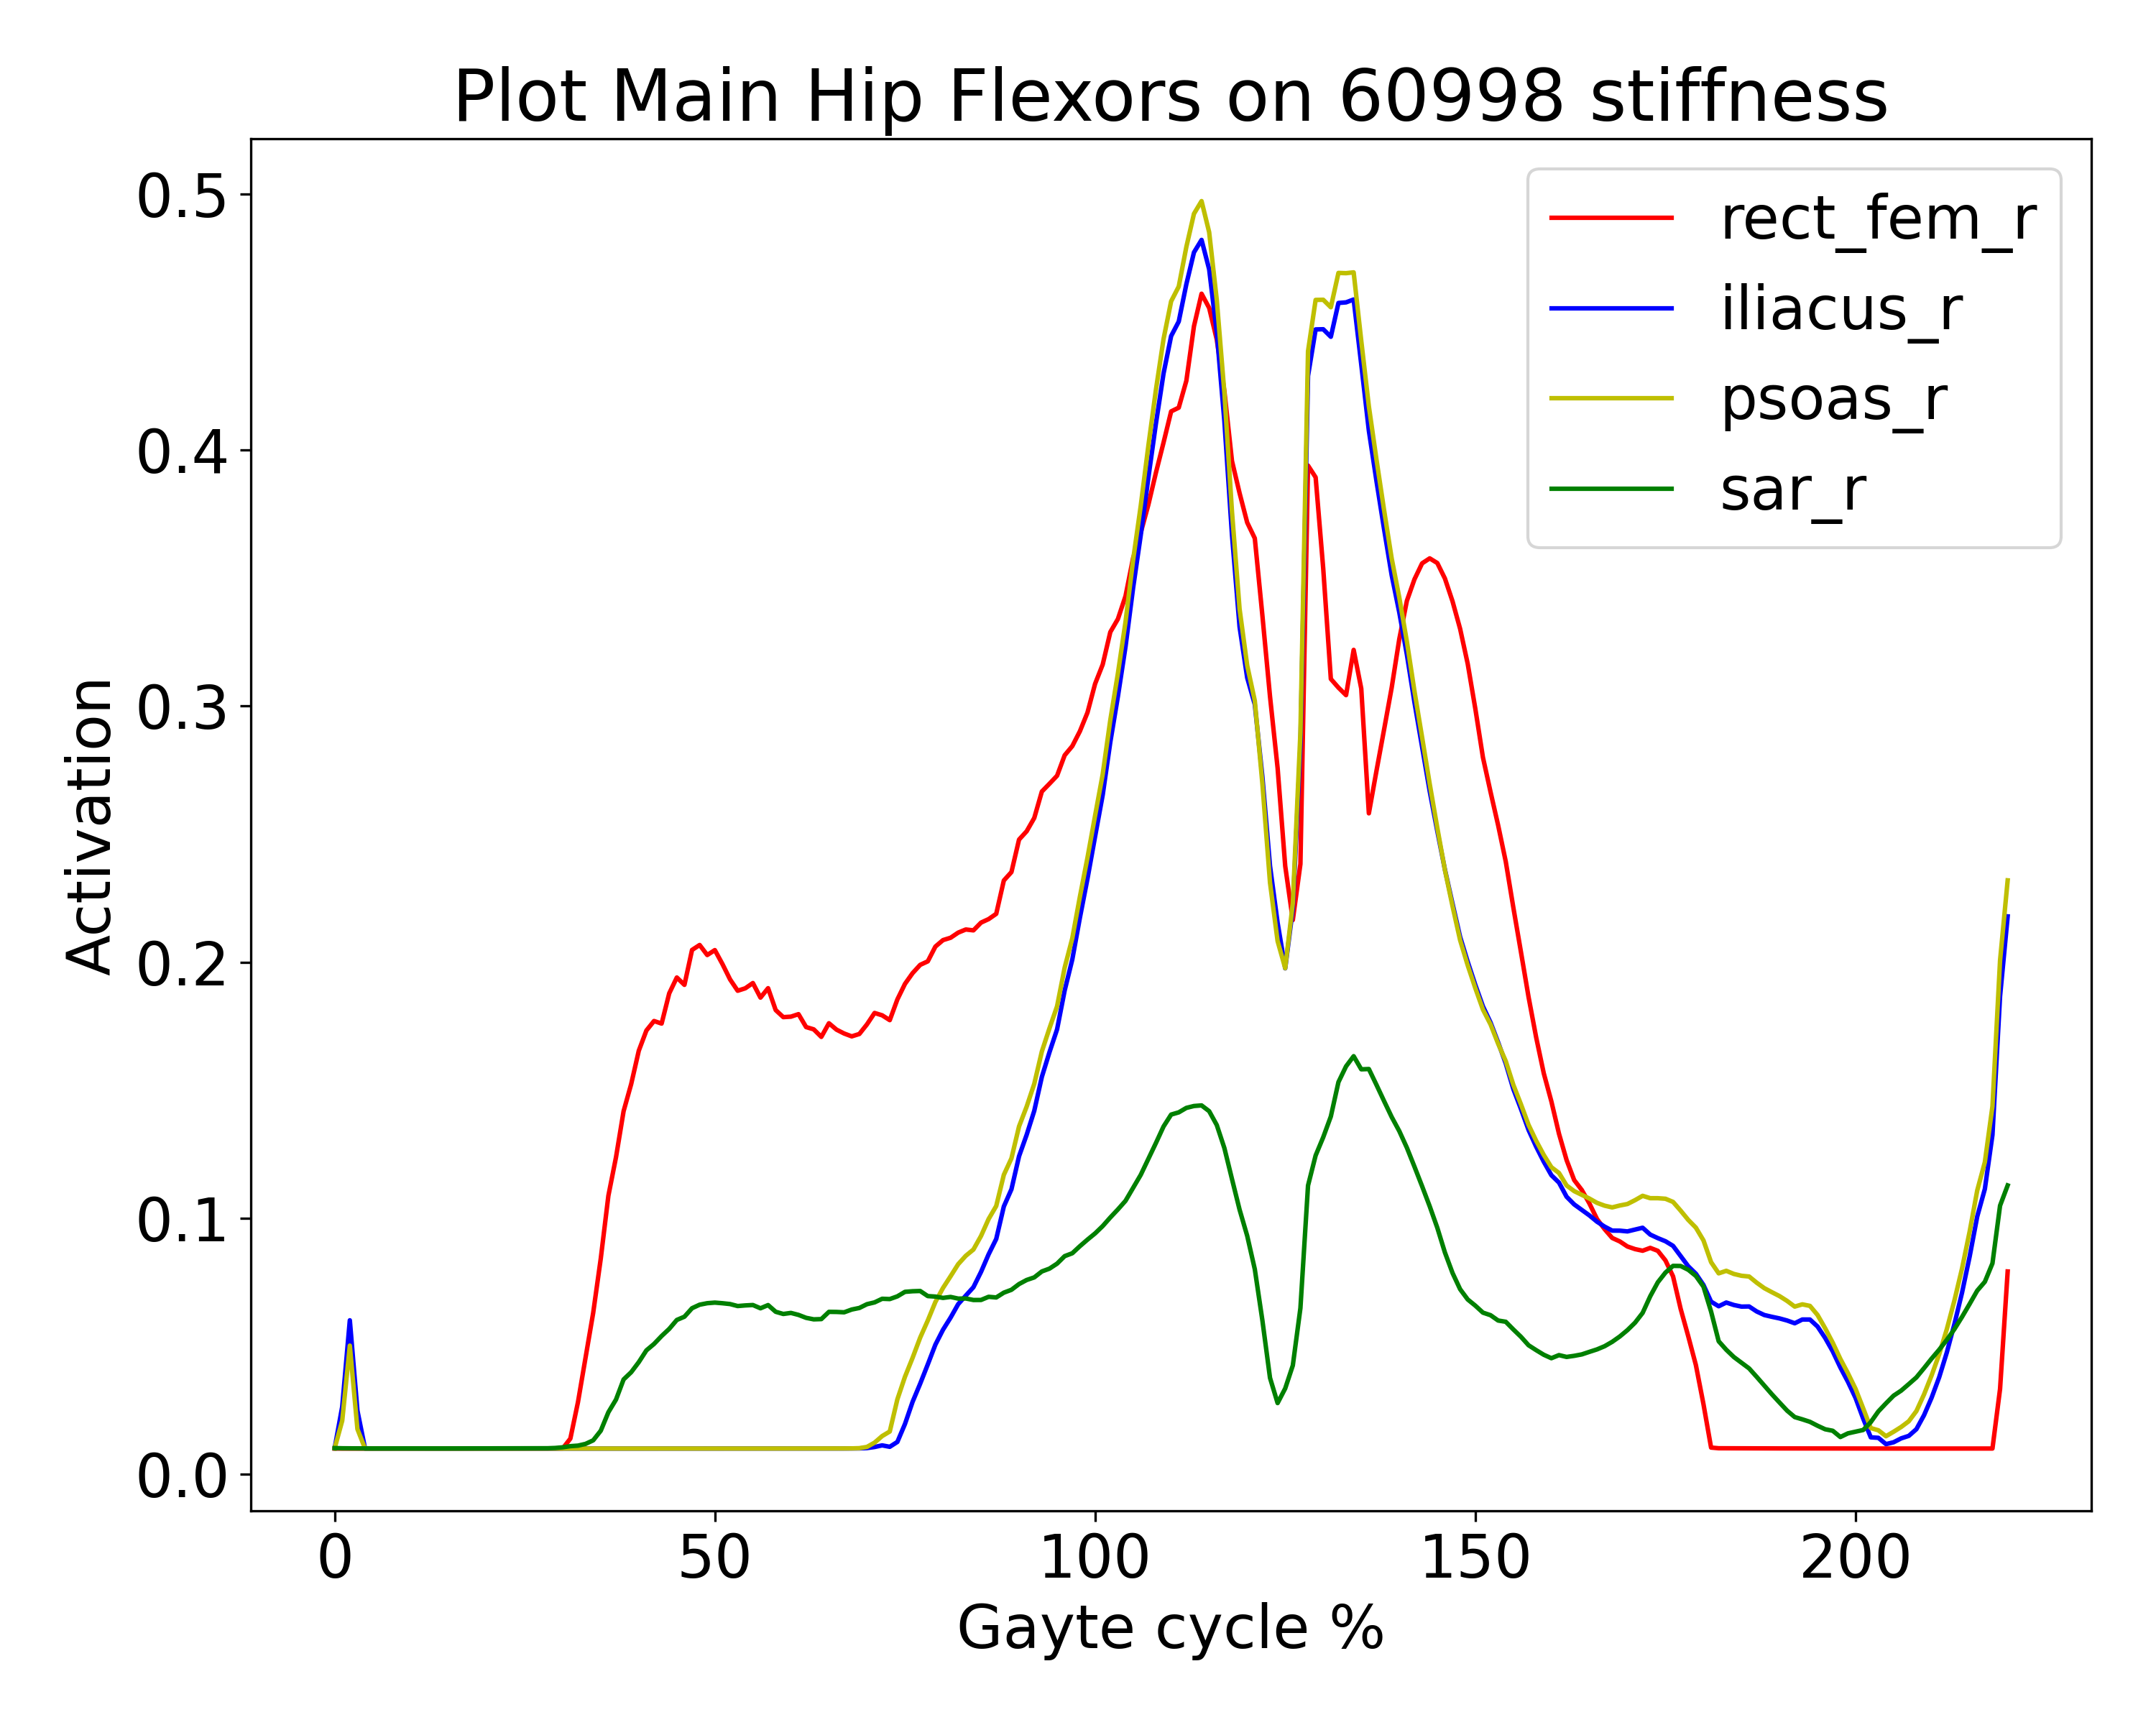 Plot Main Hip Flexors on 60998 stiffness
0.5
0.4
0.3
0.2
0.1
0.0
Activation
rect_fem_r
iliacus_r
psoas_r
sar_r
0 50 100 150 200
Gayte cycle %